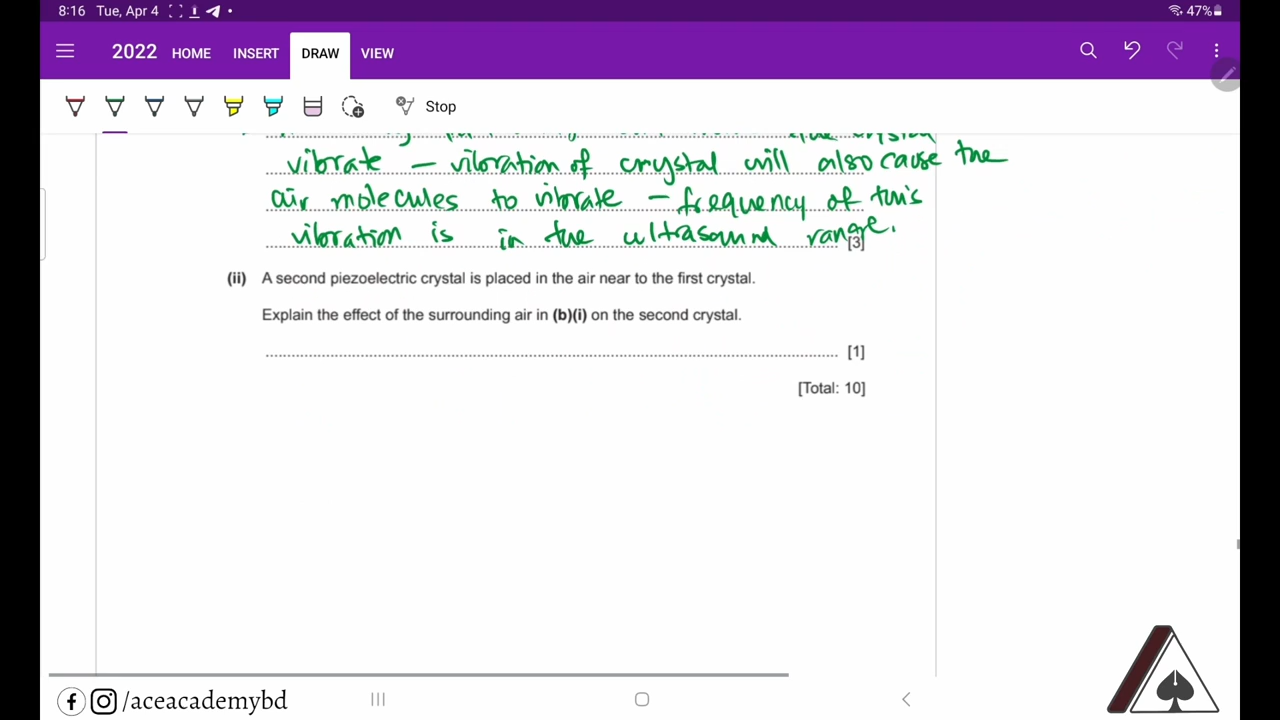 8:16 Tue, Apr 4
47%
2022 HOME INSERT DRAW VIEW
Stop
vibrate – vibration of crystal will also cause the
air molecules to vibrate – frequency of this
vibration is in the ultrasound range.
[3]
(ii) A second piezoelectric crystal is placed in the air near to the first crystal.
Explain the effect of the surrounding air in (b)(i) on the second crystal.
[1]
[Total: 10]
/aceacademybd